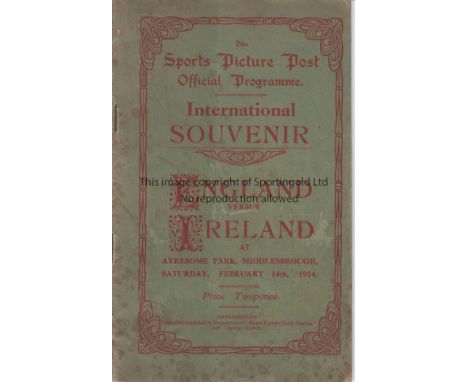 The
Sports Picture Post
Official Programme.
International
SOUVENIR
This image copyright of Sportingold Ltd
ENGLAND
No reproduction allowed
VERSUS
IRELAND
AT
AYRESOME PARK, MIDDLESBROUGH,
SATURDAY, FEBRUARY 14th, 1914.
Price Twopence.